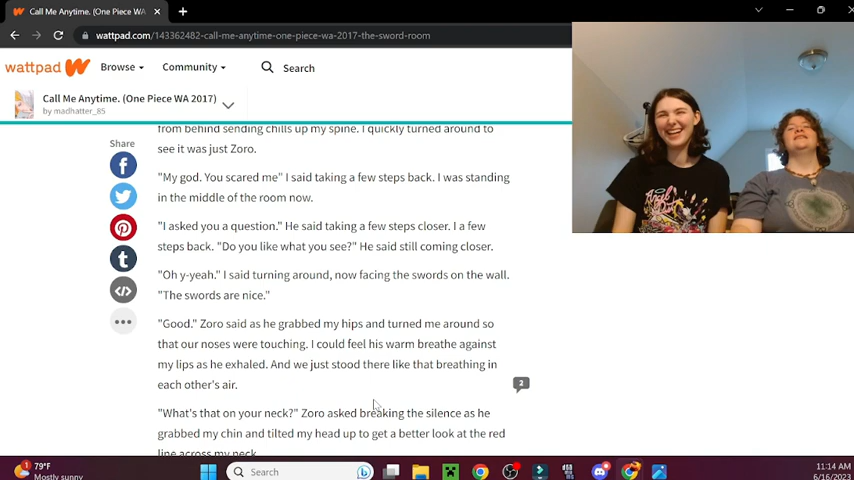 Call Me Anytime. (One Piece WA
wattpad.com/143362482-call-me-anytime-one-piece-wa-2017-the-sword-room
wattpad
Browse
Community
Search
Call Me Anytime. (One Piece WA 2017)
by madhatter_85
Share
from behind sending chills up my spine. I quickly turned around to
see it was just Zoro.
"My god. You scared me" I said taking a few steps back. I was standing
in the middle of the room now.
"I asked you a question." He said taking a few steps closer. I a few
steps back. "Do you like what you see?" He said still coming closer.
"Oh y-yeah." I said turning around, now facing the swords on the wall.
"The swords are nice."
"Good." Zoro said as he grabbed my hips and turned me around so
that our noses were touching. I could feel his warm breathe against
my lips as he exhaled. And we just stood there like that breathing in
each other's air.
2
"What's that on your neck?" Zoro asked breaking the silence as he
grabbed my chin and tilted my head up to get a better look at the red
line across my neck.
1
79°F
Mostly sunny
Search
11:14 AM
6/16/2023